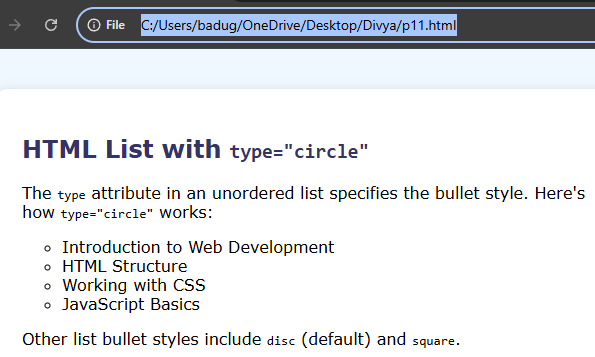 File C:/Users/badug/OneDrive/Desktop/Divya/p11.html
HTML List with type="circle"
The type attribute in an unordered list specifies the bullet style. Here's
how type="circle" works:
Introduction to Web Development
HTML Structure
Working with CSS
JavaScript Basics
Other list bullet styles include disc (default) and square.